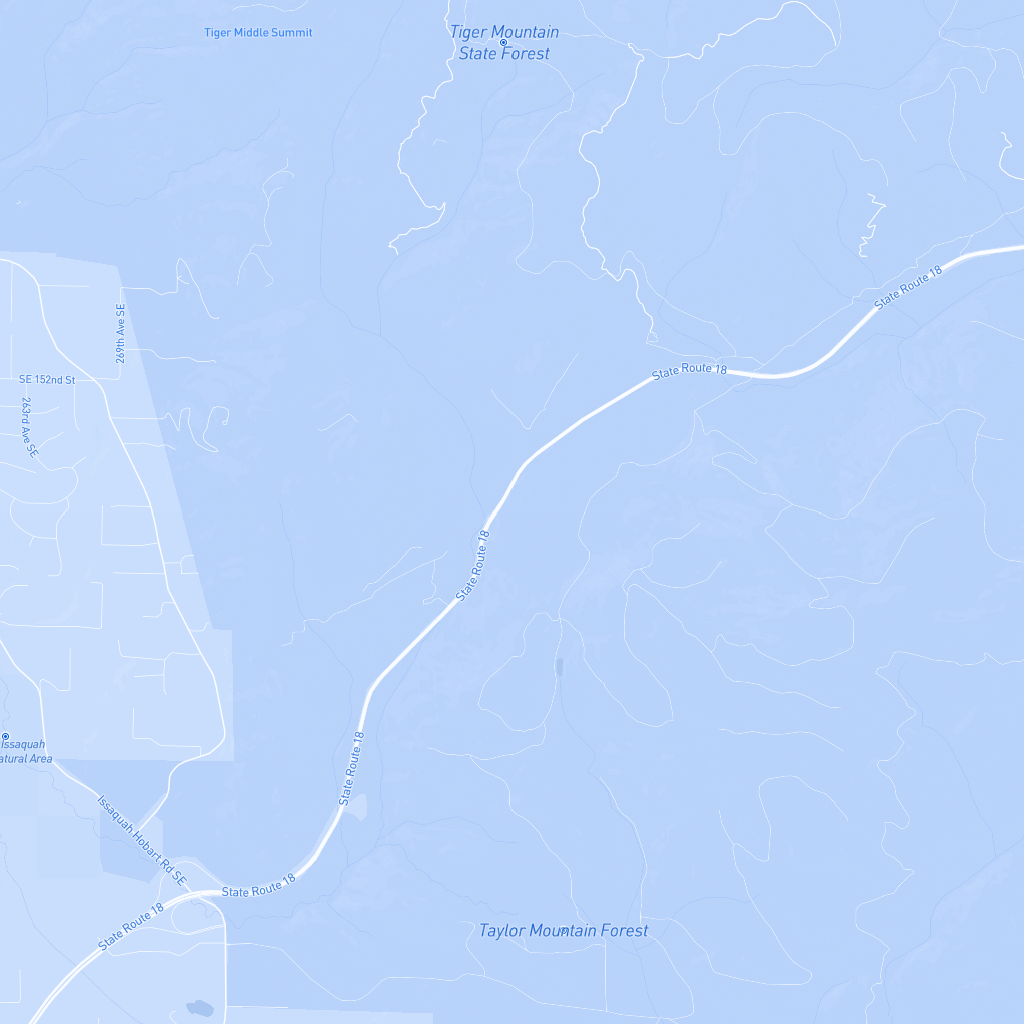 Tiger Middle Summit
Tiger Mountain
State Forest
State Route 18
269th Ave SE
State Route 18
SE 152nd St
263rd Ave SE
State Route 18
Issaquah
atural Area
State Route 18
Issaquah Hobart Rd SE
State Route 18
State Route 18
Taylor Mountain Forest